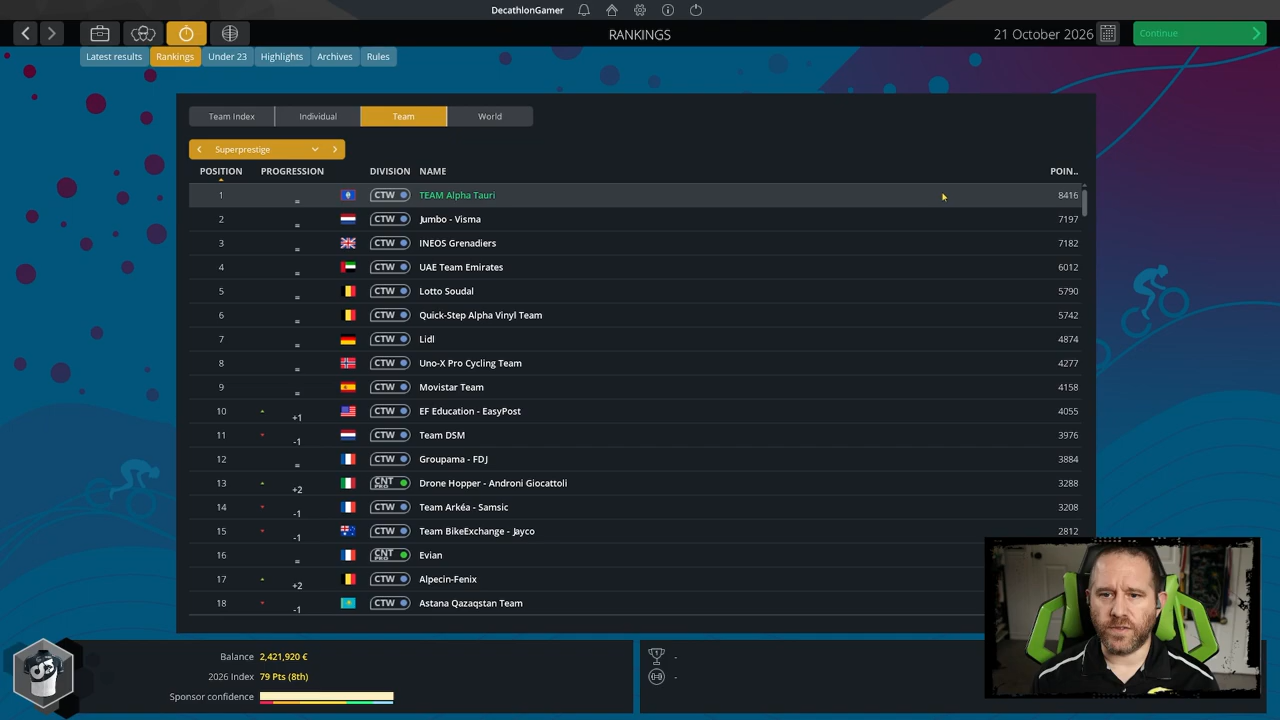 DecathlonGamer
RANKINGS
21 October 2026
Continue
Latest results Rankings Under 23 Highlights Archives Rules
Team Index Individual Team World
Superprestige
POSITION PROGRESSION DIVISION NAME POIN..
1 = CTW TEAM Alpha Tauri 8416
2 = CTW Jumbo - Visma 7197
3 = CTW INEOS Grenadiers 7182
4 = CTW UAE Team Emirates 6012
5 = CTW Lotto Soudal 5790
6 = CTW Quick-Step Alpha Vinyl Team 5742
7 = CTW Lidl 4874
8 = CTW Uno-X Pro Cycling Team 4277
9 = CTW Movistar Team 4158
10 +1 CTW EF Education - EasyPost 4055
11 -1 CTW Team DSM 3976
12 = CTW Groupama - FDJ 3884
13 +2 CNT PRO Drone Hopper - Androni Giocattoli 3288
14 -1 CTW Team Arkéa - Samsic 3208
15 -1 CTW Team BikeExchange - Jayco 2812
16 = CNT PRO Evian
17 +2 CTW Alpecin-Fenix
18 -1 CTW Astana Qazaqstan Team
Balance 2,421,920 €
2026 Index 79 Pts (8th)
Sponsor confidence
-
-